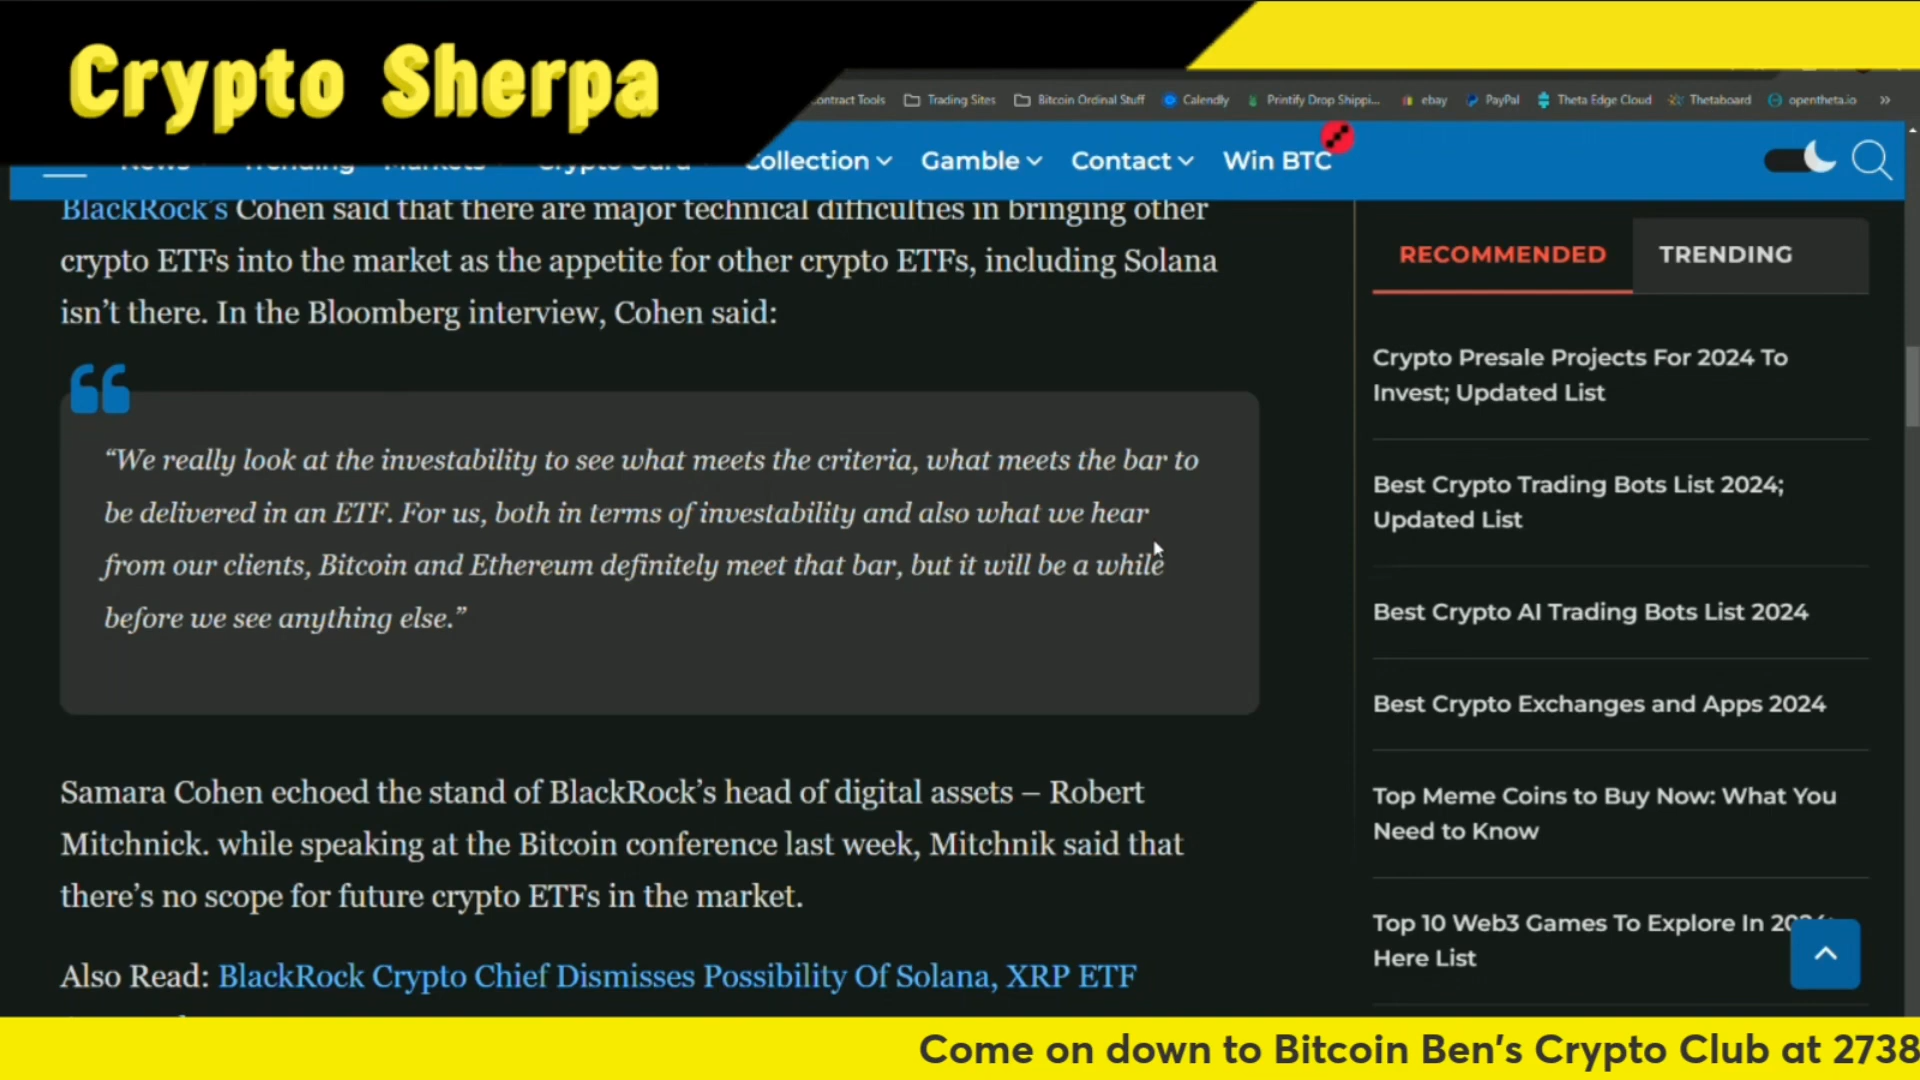 Crypto Sherpa
ontract Tools Trading Sites Bitcoin Ordinal Stuff Calendly Printify Drop Shippi... ebay PayPal Theta Edge Cloud Thetaboard opentheta.io »
News Trending Markets Crypto Guru Collection Gamble Contact Win BTC
BlackRock's Cohen said that there are major technical difficulties in bringing other
crypto ETFs into the market as the appetite for other crypto ETFs, including Solana
isn't there. In the Bloomberg interview, Cohen said:
“We really look at the investability to see what meets the criteria, what meets the bar to
be delivered in an ETF. For us, both in terms of investability and also what we hear
from our clients, Bitcoin and Ethereum definitely meet that bar, but it will be a while
before we see anything else.”
Samara Cohen echoed the stand of BlackRock's head of digital assets – Robert
Mitchnick. while speaking at the Bitcoin conference last week, Mitchnik said that
there's no scope for future crypto ETFs in the market.
Also Read: BlackRock Crypto Chief Dismisses Possibility Of Solana, XRP ETF
RECOMMENDED TRENDING
Crypto Presale Projects For 2024 To
Invest; Updated List
Best Crypto Trading Bots List 2024;
Updated List
Best Crypto AI Trading Bots List 2024
Best Crypto Exchanges and Apps 2024
Top Meme Coins to Buy Now: What You
Need to Know
Top 10 Web3 Games To Explore In 2024;
Here List
Come on down to Bitcoin Ben's Crypto Club at 2738